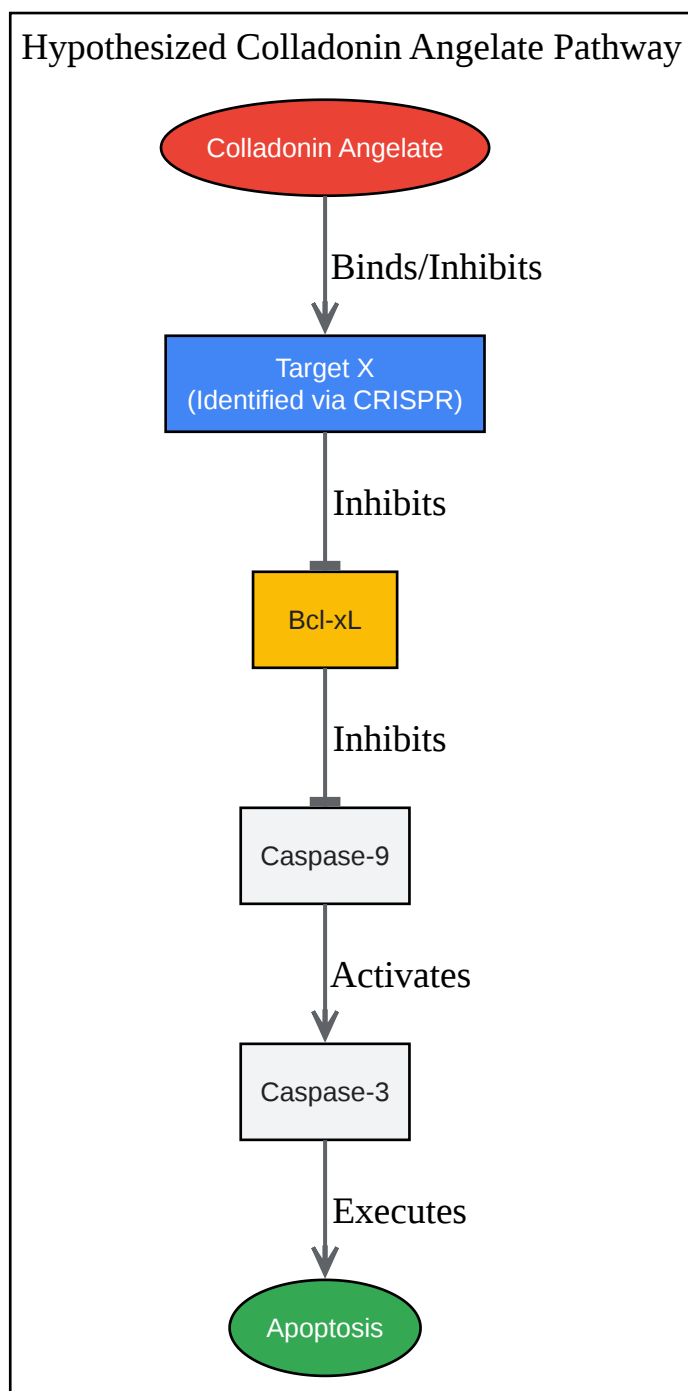 Hypothesized Colladonin Angelate Pathway
Colladonin Angelate
Binds/Inhibits
Target X
(Identified via CRISPR)
Inhibits
Bcl-xL
Inhibits
Caspase-9
Activates
Caspase-3
Executes
Apoptosis